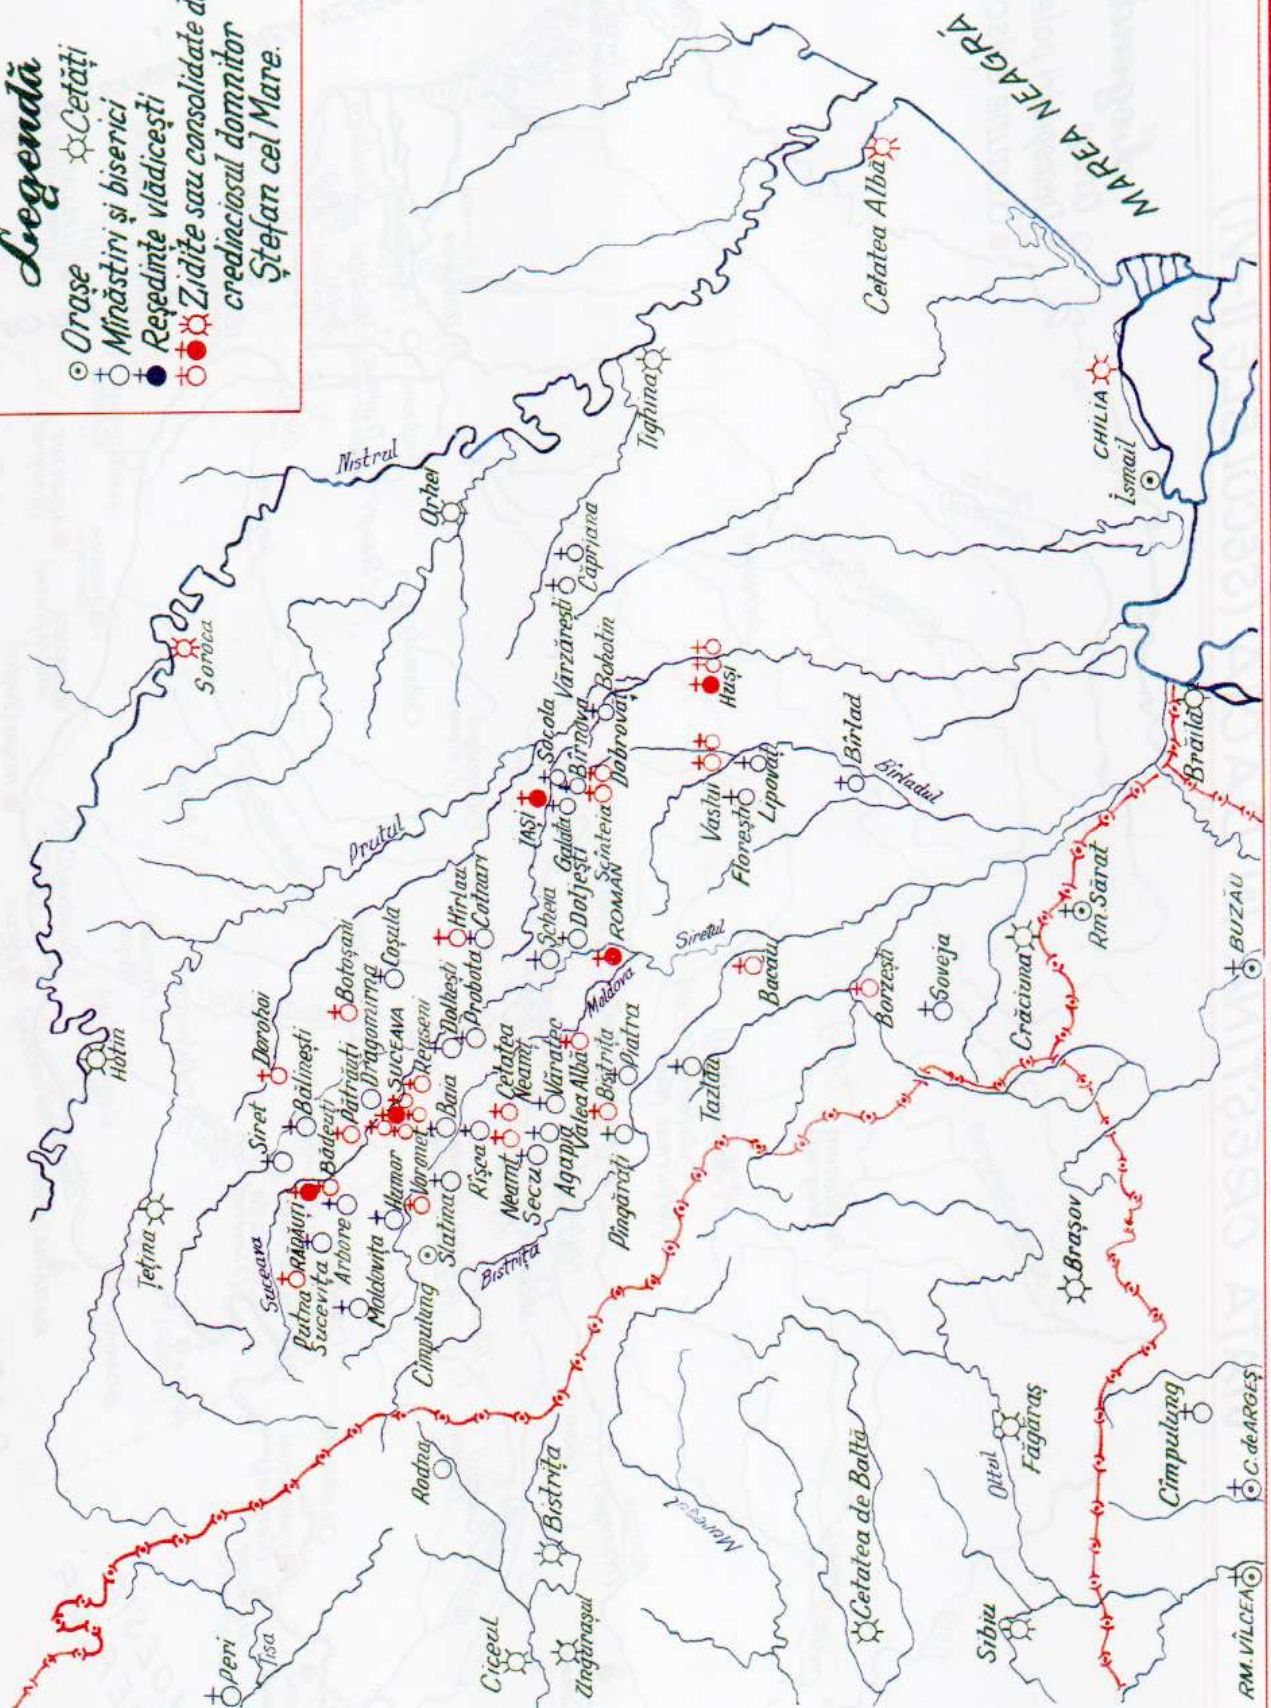 Legendă
Orașe
Cetăți
Mînăstiri și biserici
Reședințe vlădicești
Zidite sau consolidate d
credinciosul domnitor
Ștefan cel Mare.
MAREA NEAGRĂ
Hotin
Soroca
Nistrul
Orhei
Tighina
Cetatea Albă
CHILIA
Ismail
Țețina
Siret
Dorohoi
Bălinești
Prutul
Suceava
Putna
RĂDĂUȚI
Bădeuți
Pătrăuți
Botoșani
Sucevița
Arbore
Dragomirna
Coșula
Moldovița
Humor
SUCEAVA
Voroneț
Reuseni
Cîmpulung
Slatina
Baia
Dolhești
Hîrlău
Probota
Cotnari
Rîșca
Neamț
Cetatea
Neamț
Secu
Agapia
Văratec
Valea Albă
Scheia
Doljești
IAȘI
Galata
Socola
Bîrnova
Vărzărești
Căpriana
Bohotin
Scînteia
Dobrovăț
ROMAN
Moldova
Siretul
Bistrița
Bistrița
Piatra
Pîngărați
Tazlău
Bacău
Vaslui
Huși
Florești
Lipovăț
Bîrlad
Bîrladul
Borzești
Soveja
Crăciuna
Rm. Sărat
Brăila
BUZĂU
Peri
Tisa
Rodna
Ciceul
Bistrița
Ungurașul
Mureșul
Cetatea de Baltă
Oltul
Făgăraș
Brașov
Sibiu
Cîmpulung
C. de ARGEȘ
RM. VÎLCEA